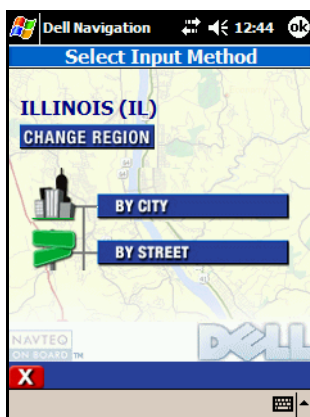 Dell Navigation 12:44 ok
Select Input Method
ILLINOIS (IL)
CHANGE REGION
BY CITY
BY STREET
NAVTEQ
ON BOARD TM
DELL
X